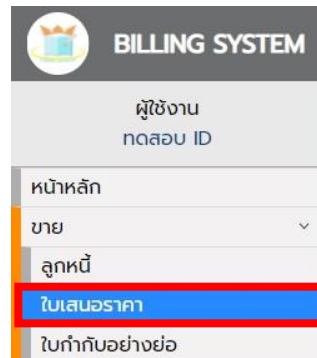 BILLING SYSTEM
ผู้ใช้งาน
ทดสอบ ID
หน้าหลัก
ขาย
ลูกหนี้
ใบเสนอราคา
ใบกำกับอย่างย่อ